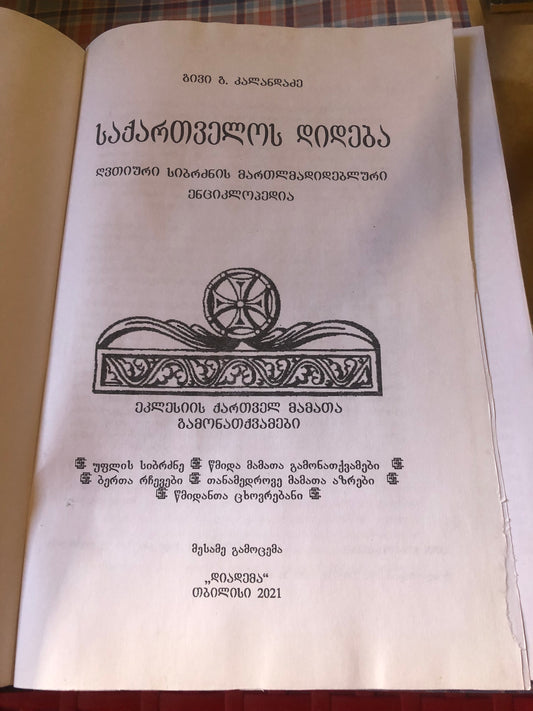 გივი გ. კალანდაძე
საქართველოს დიდება
ღვთიური სიბრძნის მართლმადიდებლური
ენციკლოპედია
ეკლესიის ქართველ მამათა
გამონათქვამები
უფლის სიბრძნე წმიდა მამათა გამონათქვამები
ბერთა რჩევები თანამედროვე მამათა აზრები
წმიდანთა ცხოვრებანი
მესამე გამოცემა
„დიადემა“
თბილისი 2021